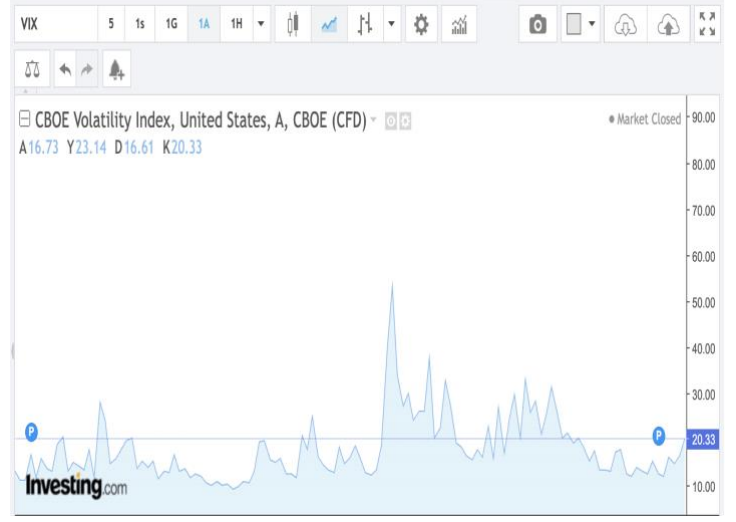 VIX 5 1s 1G 1A 1H
CBOE Volatility Index, United States, A, CBOE (CFD)
Market Closed
A16.73 Y23.14 D16.61 K20.33
90.00
80.00
70.00
60.00
50.00
40.00
30.00
P
P
20.33
10.00
Investing.com